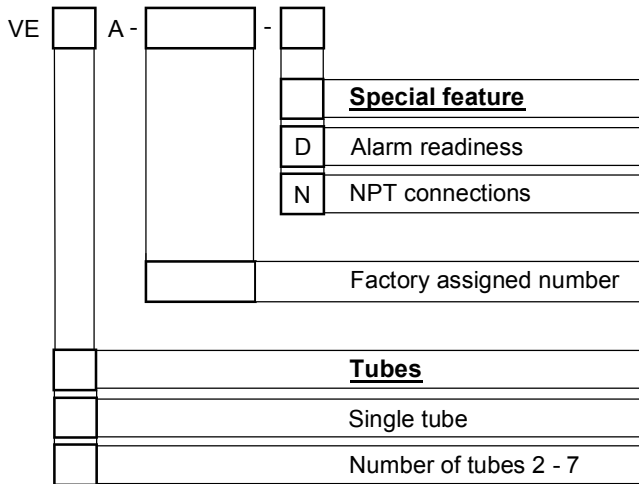 VE A - -
Special feature
D Alarm readiness
N NPT connections
Factory assigned number
Tubes
Single tube
Number of tubes 2 - 7